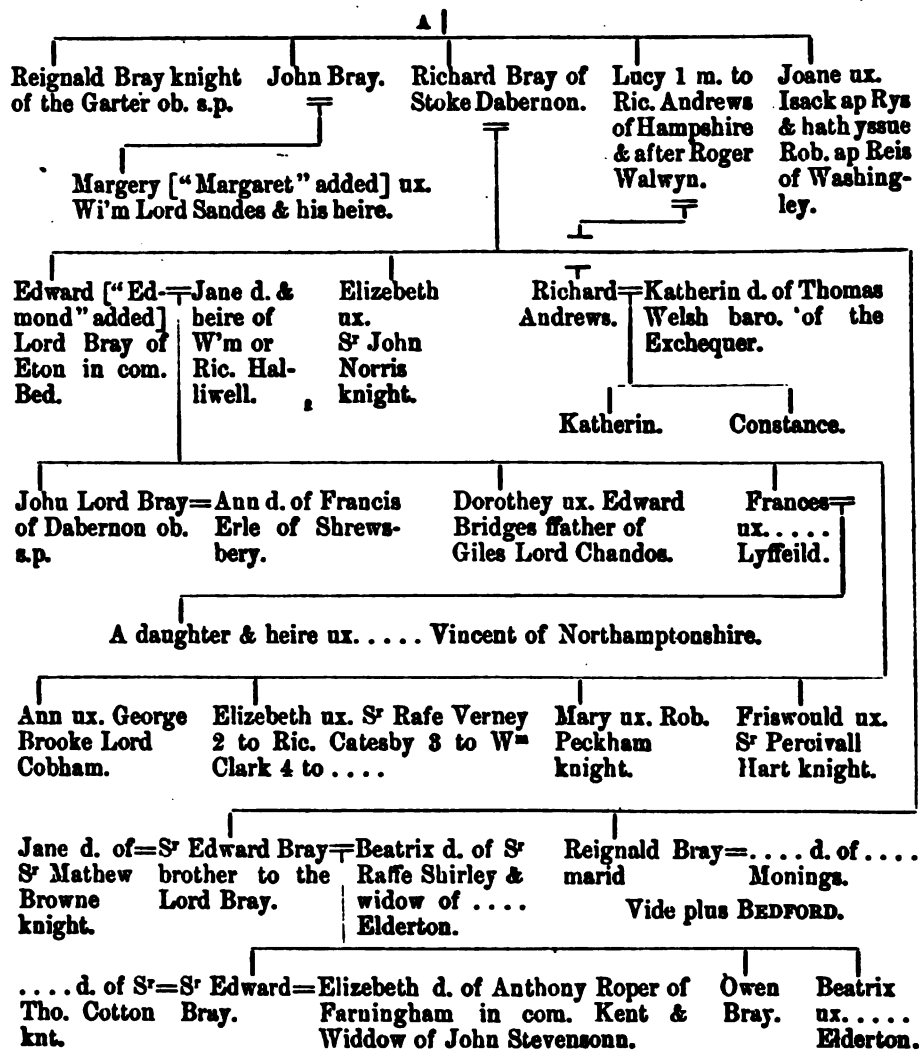 A
Reignald Bray knight
of the Garter ob. s.p.
John Bray.
Richard Bray of
Stoke Dabernon.
Lucy 1 m. to
Ric. Andrews
of Hampshire
& after Roger
Walwyn.
Joane ux.
Isack ap Rys
& hath yssue
Rob. ap Reis
of Washing-
ley.
Margery ["Margaret" added] ux.
Wi'm Lord Sandes & his heire.
Edward ["Ed-
mond" added]
Lord Bray of
Eton in com.
Bed.
Jane d. &
heire of
W'm or
Ric. Hal-
liwell.
Elizebeth
ux.
Sʳ John
Norris
knight.
Richard
Andrews.
Katherin d. of Thomas
Welsh baro. of the
Exchequer.
Katherin.
Constance.
John Lord Bray=
of Dabernon ob.
s.p.
Ann d. of Francis
Erle of Shrews-
bery.
Dorothey ux. Edward
Bridges ffather of
Giles Lord Chandos.
Frances
ux.....
Lyffeild.
A daughter & heire ux..... Vincent of Northamptonshire.
Ann ux. George
Brooke Lord
Cobham.
Elizebeth ux. Sʳ Rafe Verney
2 to Ric. Catesby 3 to Wᵐ
Clark 4 to ....
Mary ux. Rob.
Peckham
knight.
Friswould ux.
Sʳ Percivall
Hart knight.
Jane d. of=
Sʳ Mathew
Browne
knight.
Sʳ Edward Bray
brother to the
Lord Bray.
Beatrix d. of Sʳ
Raffe Shirley &
widow of ....
Elderton.
Reignald Bray=
marid
.... d. of ....
Monings.
Vide plus BEDFORD.
.... d. of Sʳ=
Tho. Cotton
knt.
Sʳ Edward=
Bray.
Elizebeth d. of Anthony Roper of
Farningham in com. Kent &
Widdow of John Stevensonn.
Owen
Bray.
Beatrix
ux.....
Elderton.